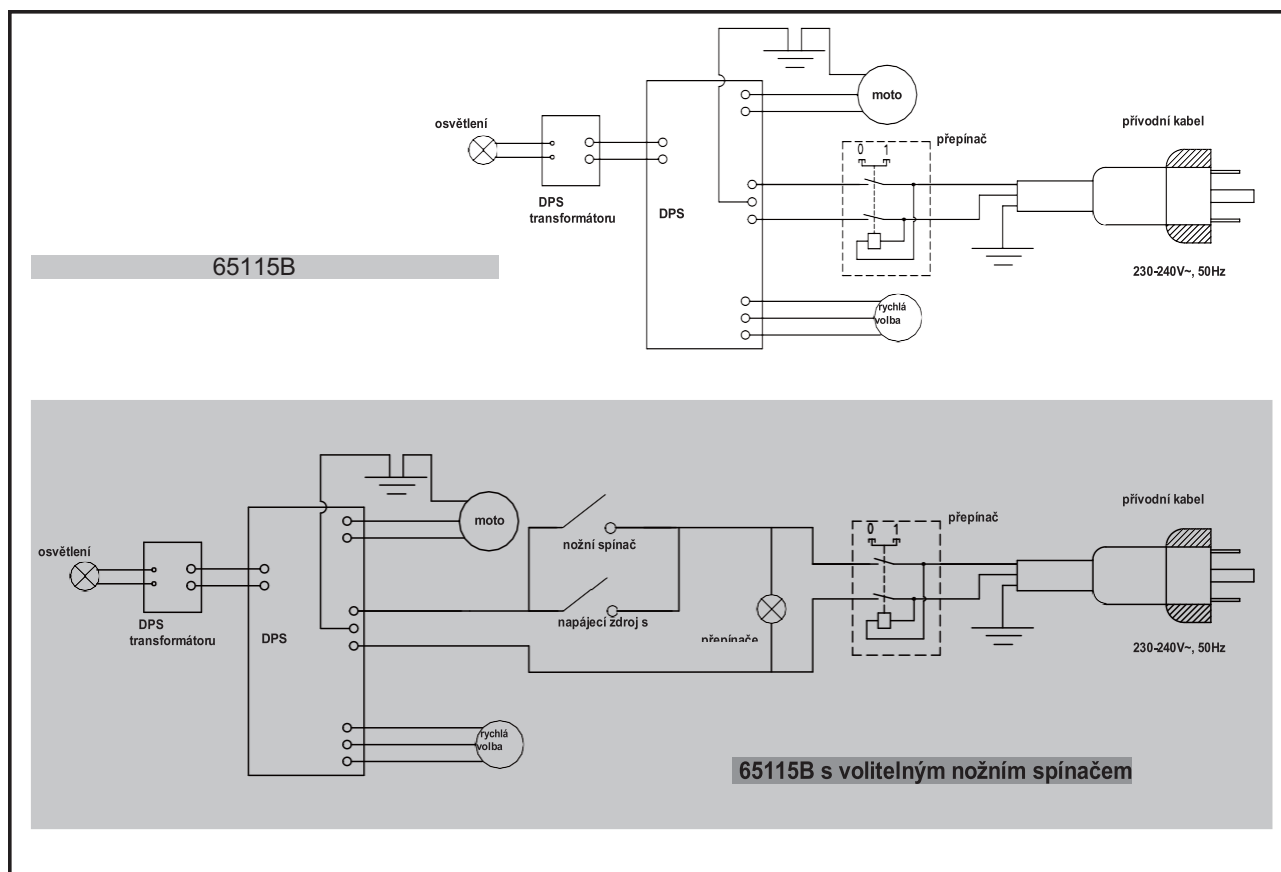 moto
osvětlení
přívodní kabel
přepínač
0 1
DPS
transformátoru
DPS
65115B
230-240V~, 50Hz
rychlá
volba
přívodní kabel
přepínač
0 1
moto
nožní spínač
osvětlení
DPS
transformátoru
DPS
napájecí zdroj s
přepínače
230-240V~, 50Hz
rychlá
volba
65115B s volitelným nožním spínačem